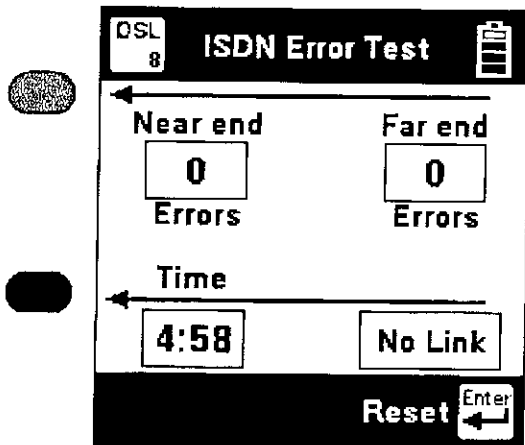 DSL
8
ISDN Error Test
Near end
Far end
0
0
Errors
Errors
Time
4:58
No Link
Reset
Enter